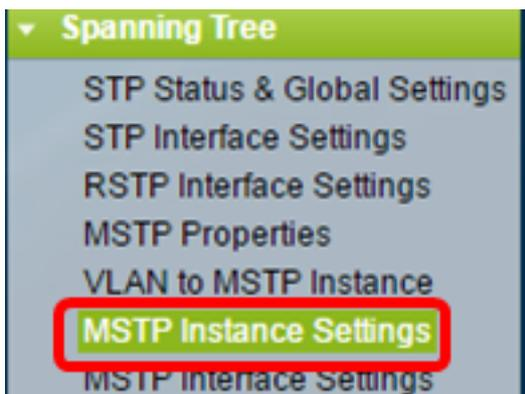 Spanning Tree
STP Status & Global Settings
STP Interface Settings
RSTP Interface Settings
MSTP Properties
VLAN to MSTP Instance
MSTP Instance Settings
MSTP Interface Settings